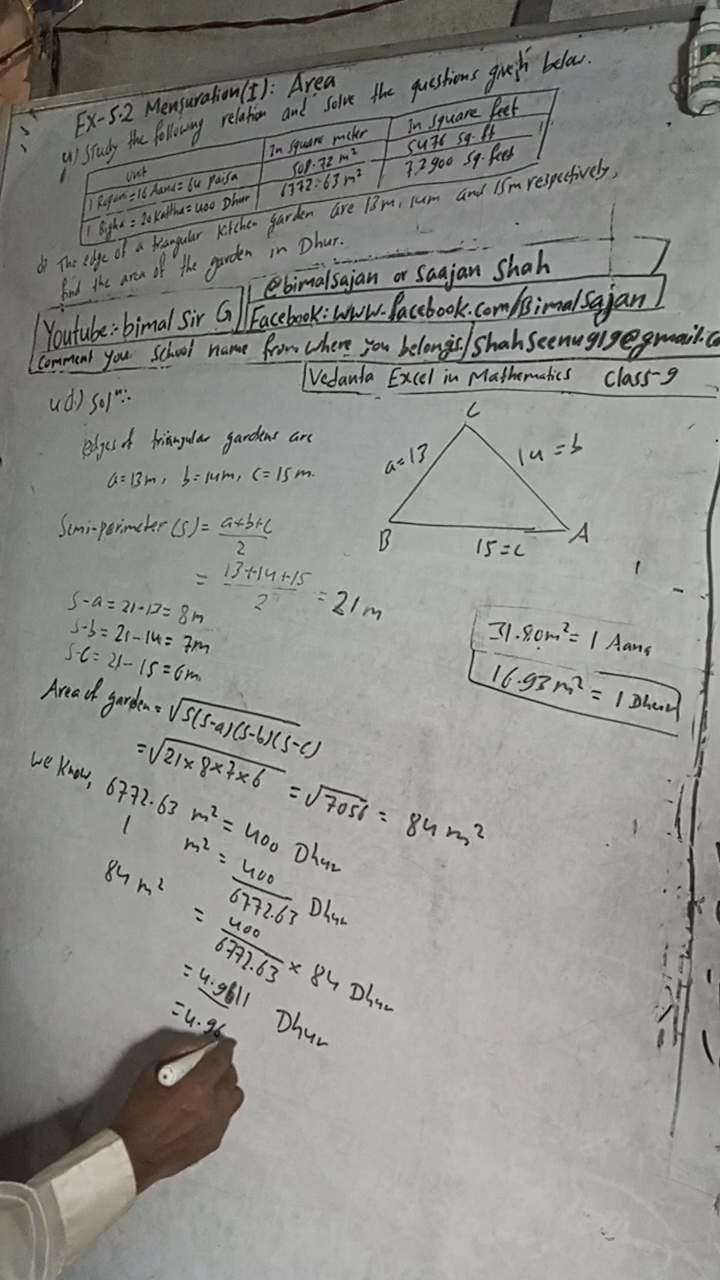 EX-5.2 Mensuration(I): Area
4) Study the following relation and solve the questions given below.
Unit In square meter In square feet
1 Ropani = 16 Aana = 64 Paisa 508.72 m² 5476 sq.ft
1 Bigha = 20 Kattha = 400 Dhur 6772.63 m² 72900 sq.feet
d) The edge of a triangular kitchen garden are 13m, 14m and 15m respectively,
find the area of the garden in Dhur.
@bimalsajan or Saajan Shah
Youtube:- bimal Sir G Facebook: www.facebook.com/Bimalsajan
Comment you school name from where you belongs/shahseenu919@gmail.co
Vedanta Excel in Mathematics Class-9
4d) Solⁿ:
edges of triangular gardens are
a=13m, b=14m, c=15m.
C
a=13
14=b
B
15=c
A
Semi-perimeter (s) = a+b+c/2
= 13+14+15/2 = 21m
s-a = 21-13 = 8m
s-b = 21-14 = 7m
s-c = 21-15 = 6m
31.80m² = 1 Aana
16.93m² = 1 Dhur
Area of garden = √s(s-a)(s-b)(s-c)
= √21×8×7×6 = √7056 = 84m²
We know, 6772.63 m² = 400 Dhur
1 m² = 400/6772.63 Dhur
84m² = 400/6772.63 × 84 Dhur
= 4.9611 Dhur
= 4.96